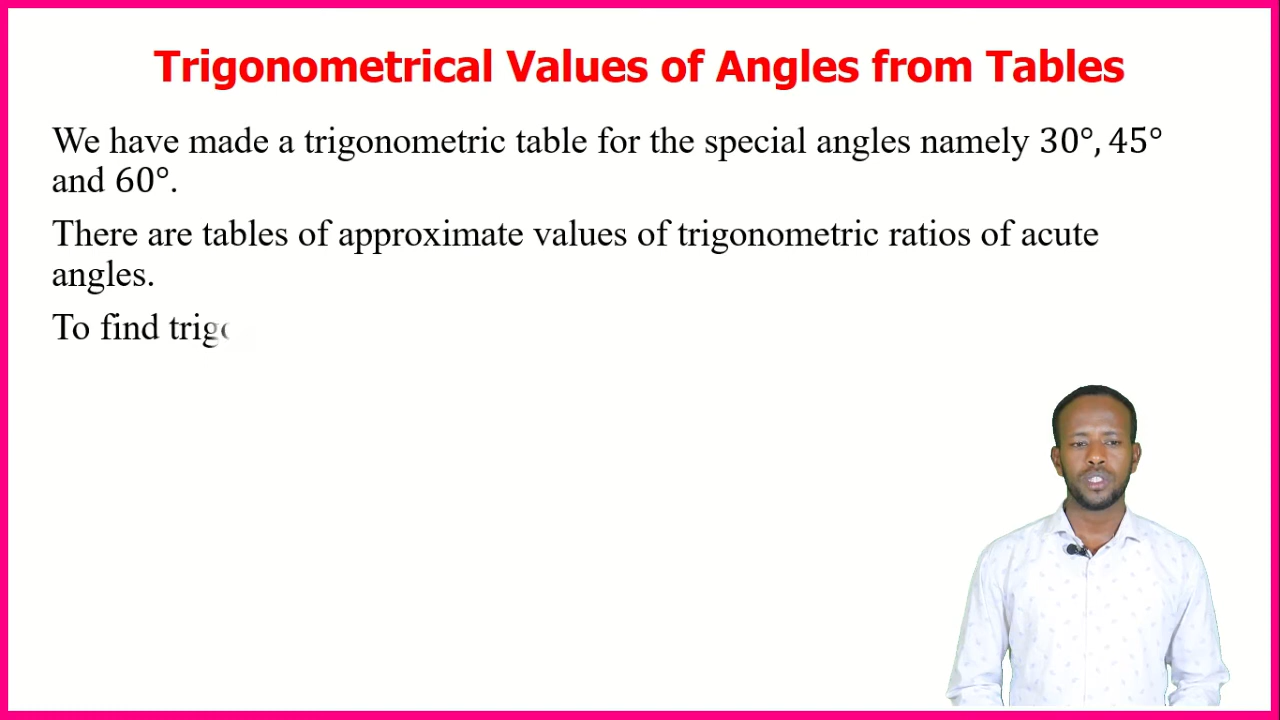 Trigonometrical Values of Angles from Tables
We have made a trigonometric table for the special angles namely 30°, 45°
and 60°.
There are tables of approximate values of trigonometric ratios of acute
angles.
To find